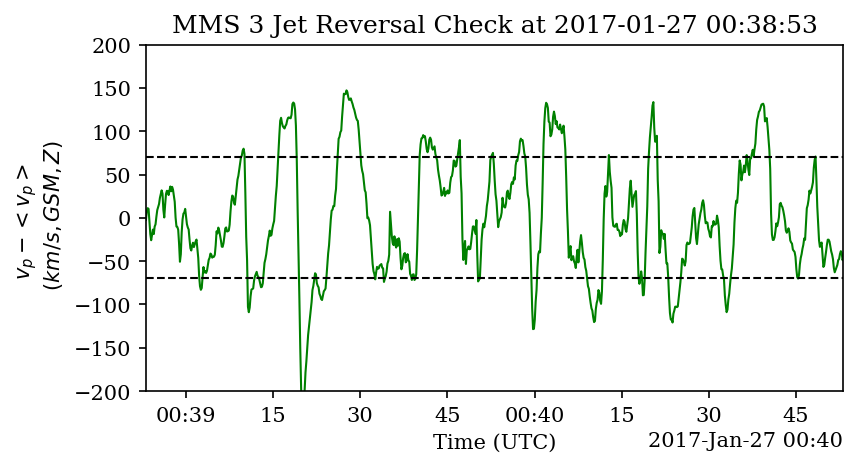 MMS 3 Jet Reversal Check at 2017-01-27 00:38:53
v_p − < v_p >
(km/s, GSM, Z)
200
150
100
50
0
−50
−100
−150
−200
00:39 15 30 45 00:40 15 30 45
Time (UTC) 2017-Jan-27 00:40